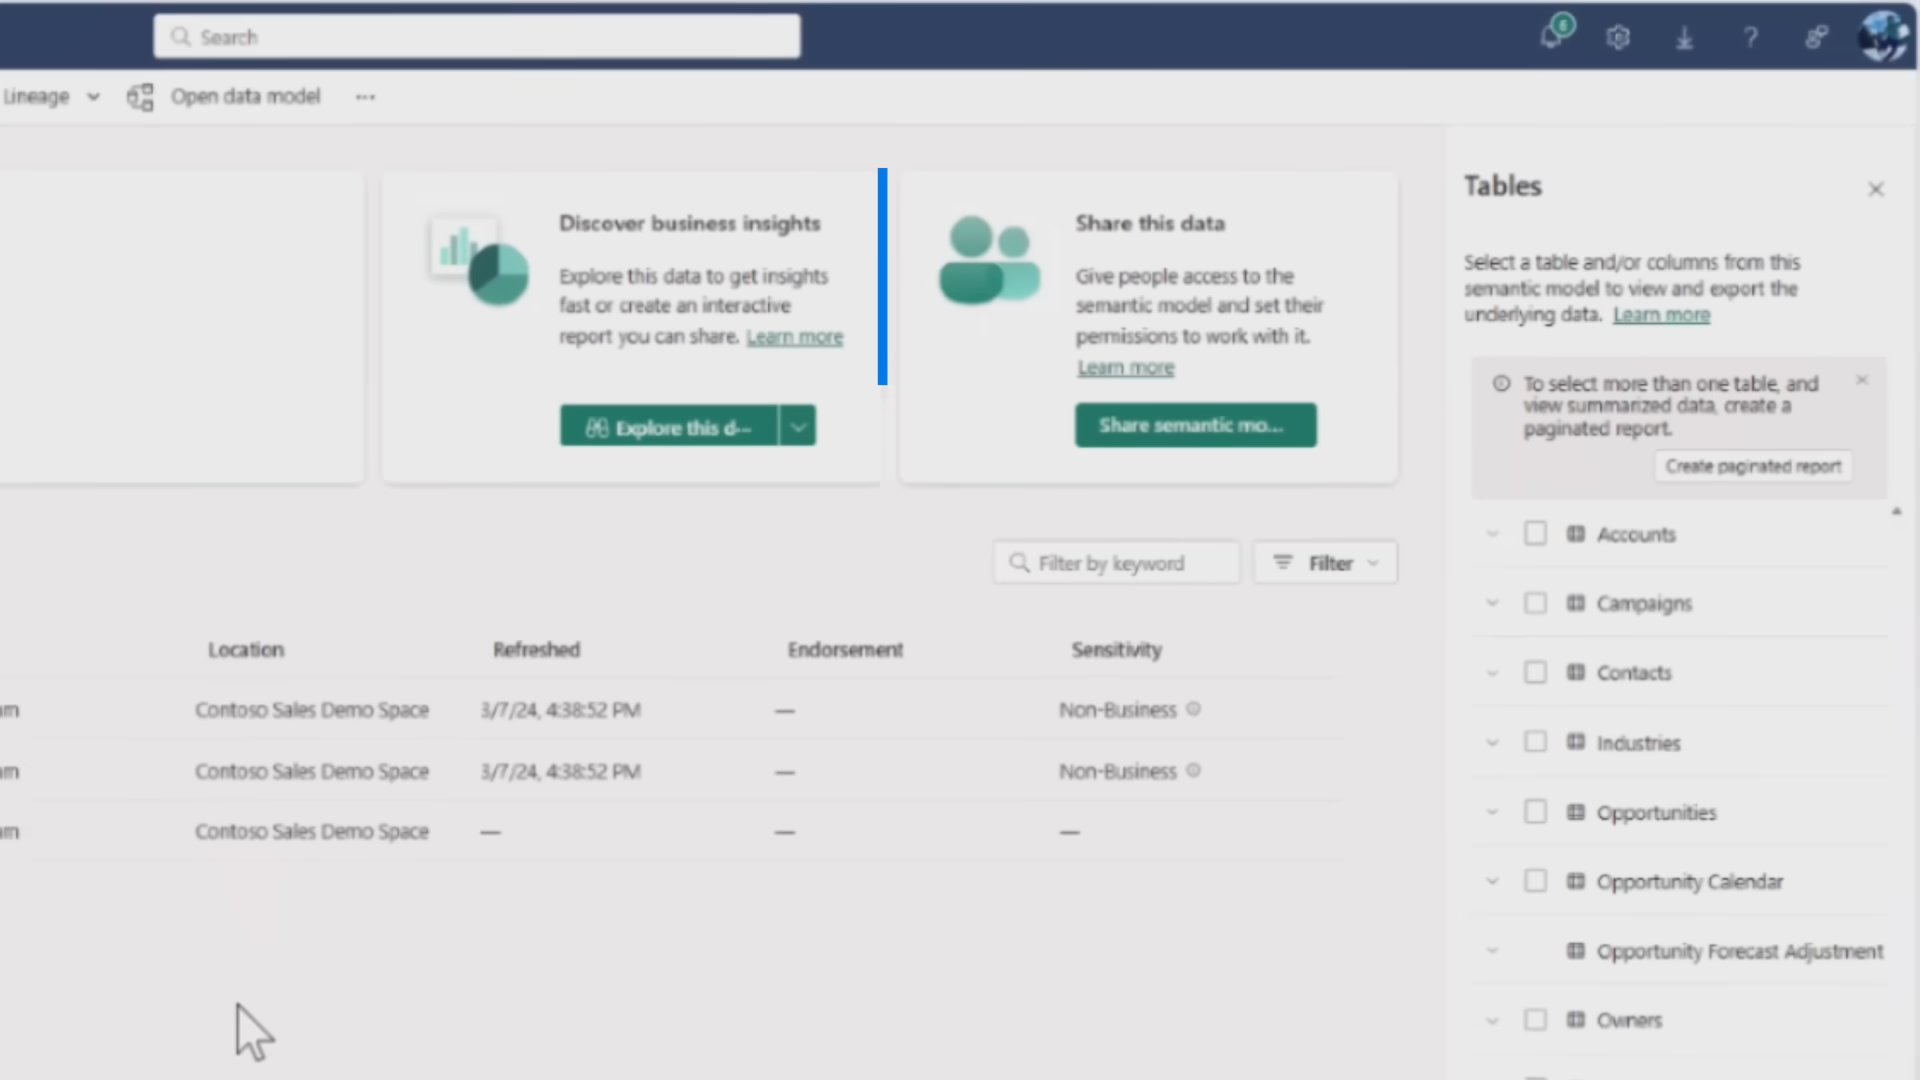 Search
6
Lineage
Open data model
Discover business insights
Explore this data to get insights
fast or create an interactive
report you can share. Learn more
Explore this d...
Share this data
Give people access to the
semantic model and set their
permissions to work with it.
Learn more
Share semantic mo...
Filter by keyword
Filter
Location Refreshed Endorsement Sensitivity
Contoso Sales Demo Space 3/7/24, 4:38:52 PM — Non-Business
Contoso Sales Demo Space 3/7/24, 4:38:52 PM — Non-Business
Contoso Sales Demo Space — — —
Tables
Select a table and/or columns from this
semantic model to view and export the
underlying data. Learn more
To select more than one table, and
view summarized data, create a
paginated report.
Create paginated report
Accounts
Campaigns
Contacts
Industries
Opportunities
Opportunity Calendar
Opportunity Forecast Adjustment
Owners